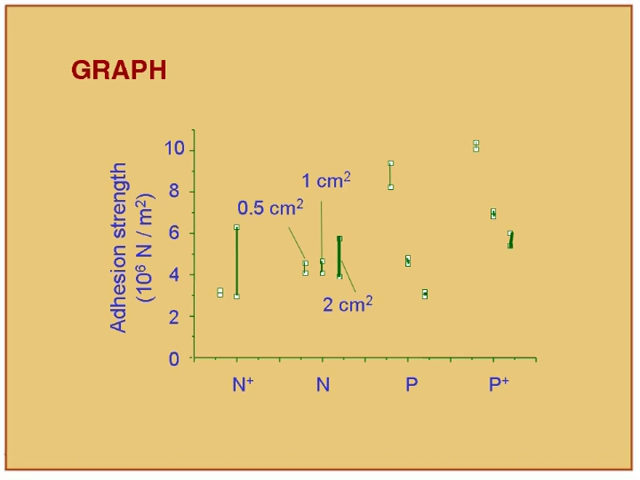 GRAPH
Adhesion strength
(10⁶ N / m²)
10
8
6
4
2
0
0.5 cm²
1 cm²
2 cm²
N⁺
N
P
P⁺